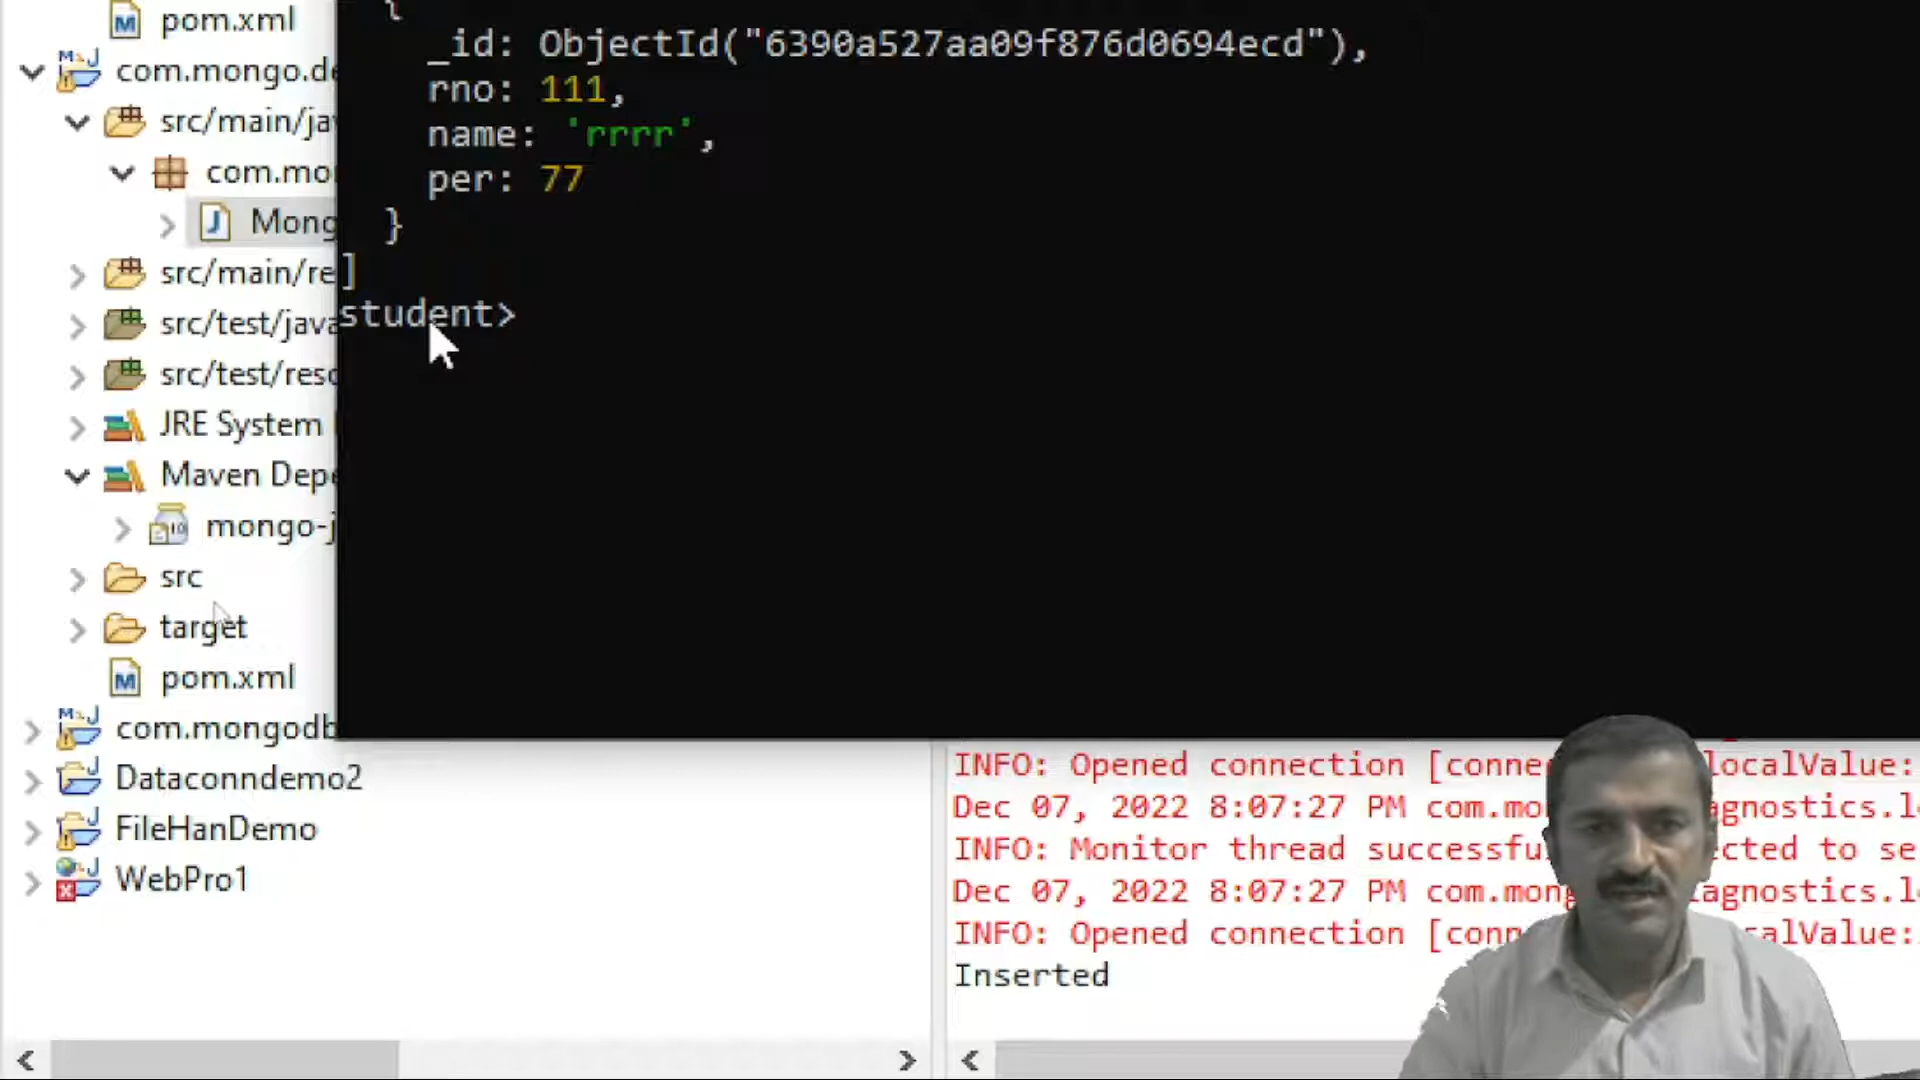 pom.xml
com.mongo.de
src/main/jav
com.mo
Mong
src/main/re
src/test/java
src/test/reso
JRE System
Maven Depe
mongo-j
src
target
pom.xml
com.mongodb
Dataconndemo2
FileHanDemo
WebPro1
{
_id: ObjectId("6390a527aa09f876d0694ecd"),
rno: 111,
name: 'rrrr',
per: 77
}
]
student>
INFO: Opened connection [conne localValue:
Dec 07, 2022 8:07:27 PM com.mon agnostics.l
INFO: Monitor thread successfu cted to se
Dec 07, 2022 8:07:27 PM com.mong agnostics.l
INFO: Opened connection [conn calValue:
Inserted